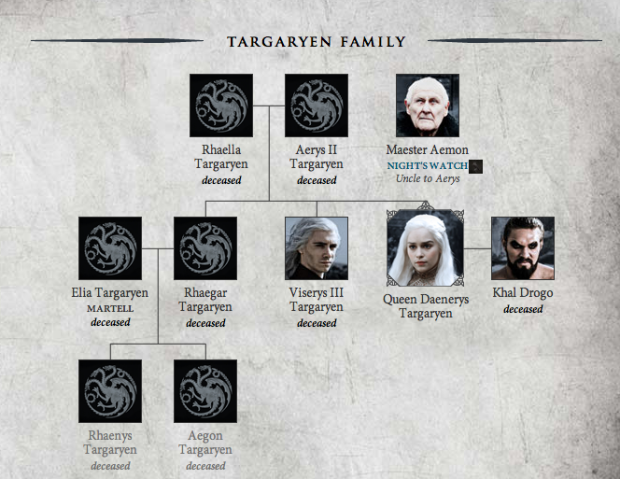 TARGARYEN FAMILY
Rhaella
Targaryen
deceased
Aerys II
Targaryen
deceased
Maester Aemon
NIGHT'S WATCH
Uncle to Aerys
Elia Targaryen
MARTELL
deceased
Rhaegar
Targaryen
deceased
Viserys III
Targaryen
deceased
Queen Daenerys
Targaryen
Khal Drogo
deceased
Rhaenys
Targaryen
deceased
Aegon
Targaryen
deceased